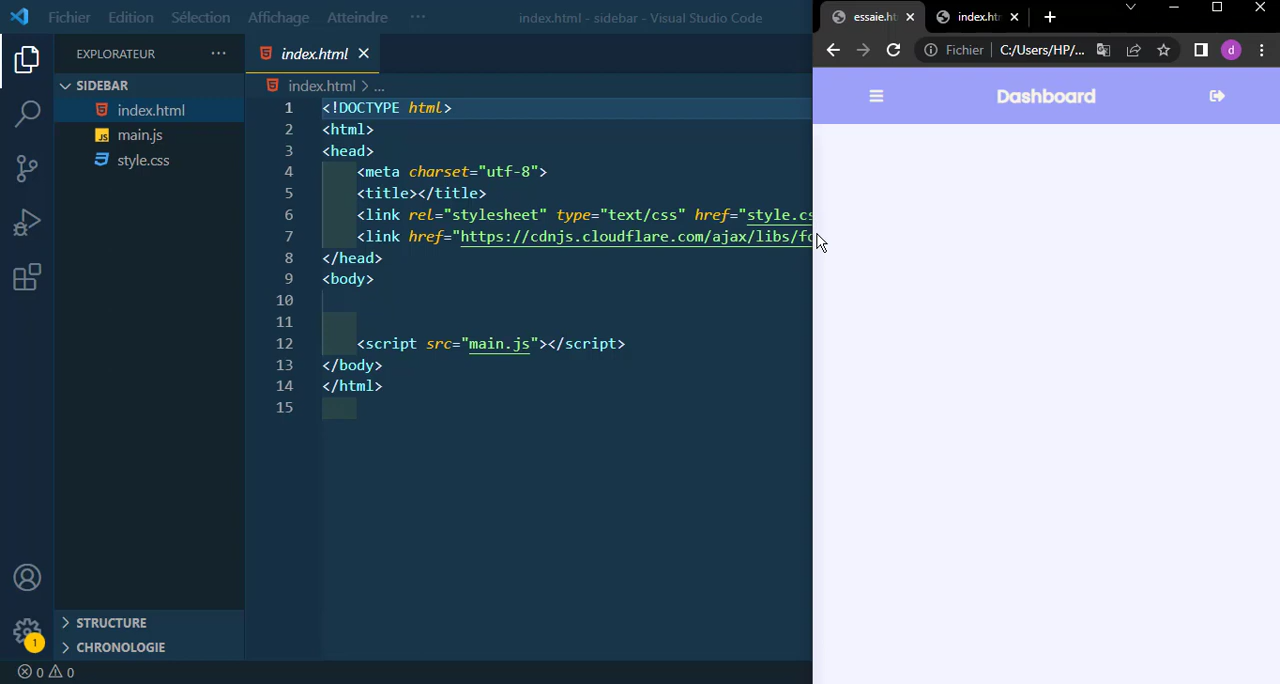 Fichier Edition Sélection Affichage Atteindre ··· index.html - sidebar - Visual Studio Code
EXPLORATEUR ···
SIDEBAR
index.html
JS main.js
style.css
STRUCTURE
CHRONOLOGIE
1
0 0
index.html
index.html > ...
1 <!DOCTYPE html>
2 <html>
3 <head>
4 <meta charset="utf-8">
5 <title></title>
6 <link rel="stylesheet" type="text/css" href="style.cs
7 <link href="https://cdnjs.cloudflare.com/ajax/libs/fo
8 </head>
9 <body>
10
11
12 <script src="main.js"></script>
13 </body>
14 </html>
15
essaie.ht index.htm
Fichier C:/Users/HP/... d
Dashboard